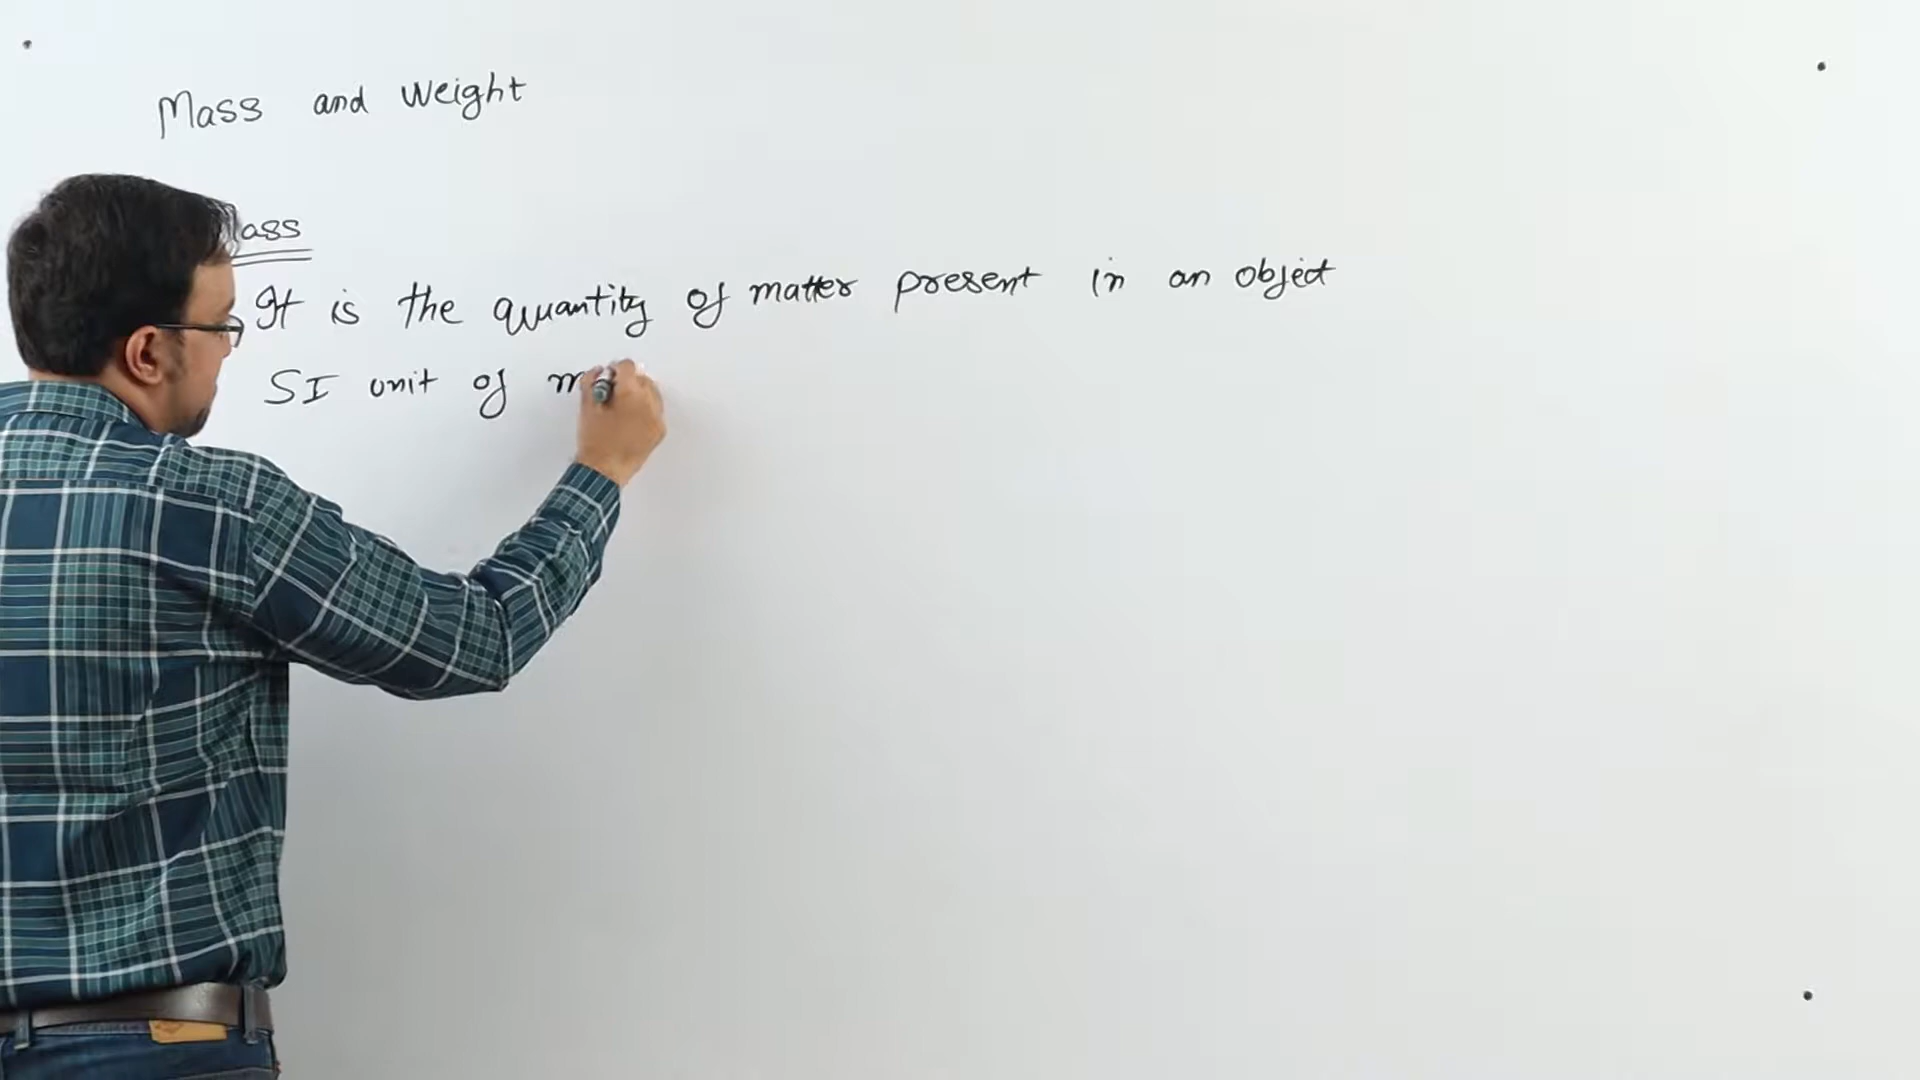 Mass and Weight
Mass
It is the quantity of matter present in an object
SI unit of